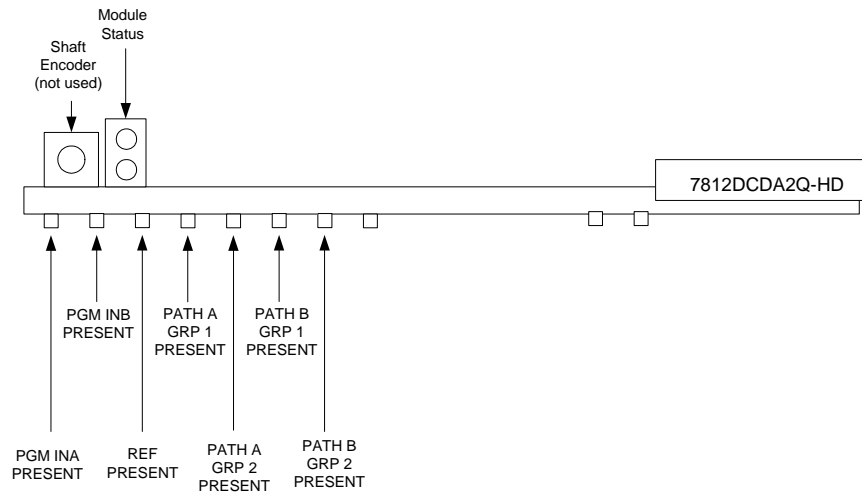 Module
Status
Shaft
Encoder
(not used)
7812DCDA2Q-HD
PGM INB
PRESENT
PATH A
GRP 1
PRESENT
PATH B
GRP 1
PRESENT
PGM INA
PRESENT
REF
PRESENT
PATH A
GRP 2
PRESENT
PATH B
GRP 2
PRESENT